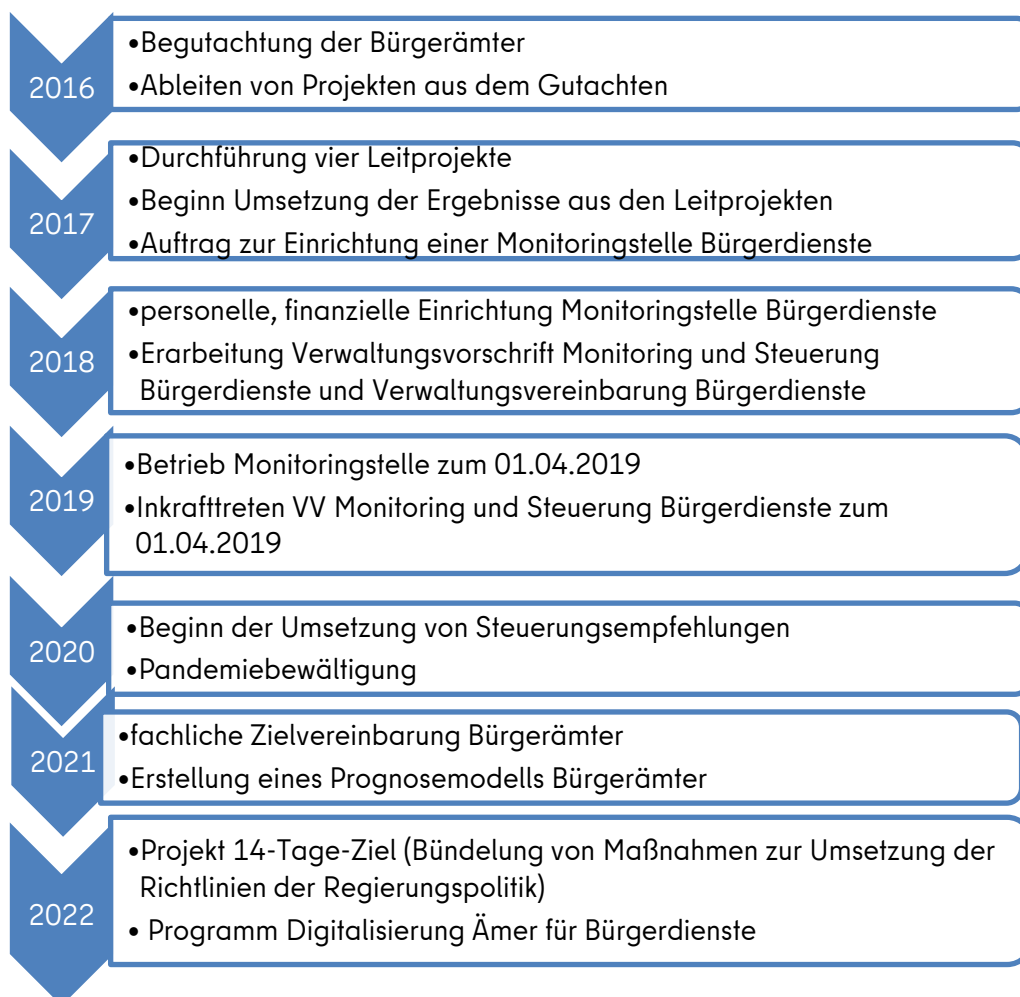 2016
•Begutachtung der Bürgerämter
•Ableiten von Projekten aus dem Gutachten
2017
•Durchführung vier Leitprojekte
•Beginn Umsetzung der Ergebnisse aus den Leitprojekten
•Auftrag zur Einrichtung einer Monitoringstelle Bürgerdienste
2018
•personelle, finanzielle Einrichtung Monitoringstelle Bürgerdienste
•Erarbeitung Verwaltungsvorschrift Monitoring und Steuerung
Bürgerdienste und Verwaltungsvereinbarung Bürgerdienste
2019
•Betrieb Monitoringstelle zum 01.04.2019
•Inkrafttreten VV Monitoring und Steuerung Bürgerdienste zum
01.04.2019
2020
•Beginn der Umsetzung von Steuerungsempfehlungen
•Pandemiebewältigung
2021
•fachliche Zielvereinbarung Bürgerämter
•Erstellung eines Prognosemodells Bürgerämter
2022
•Projekt 14-Tage-Ziel (Bündelung von Maßnahmen zur Umsetzung der
Richtlinien der Regierungspolitik)
• Programm Digitalisierung Ämer für Bürgerdienste